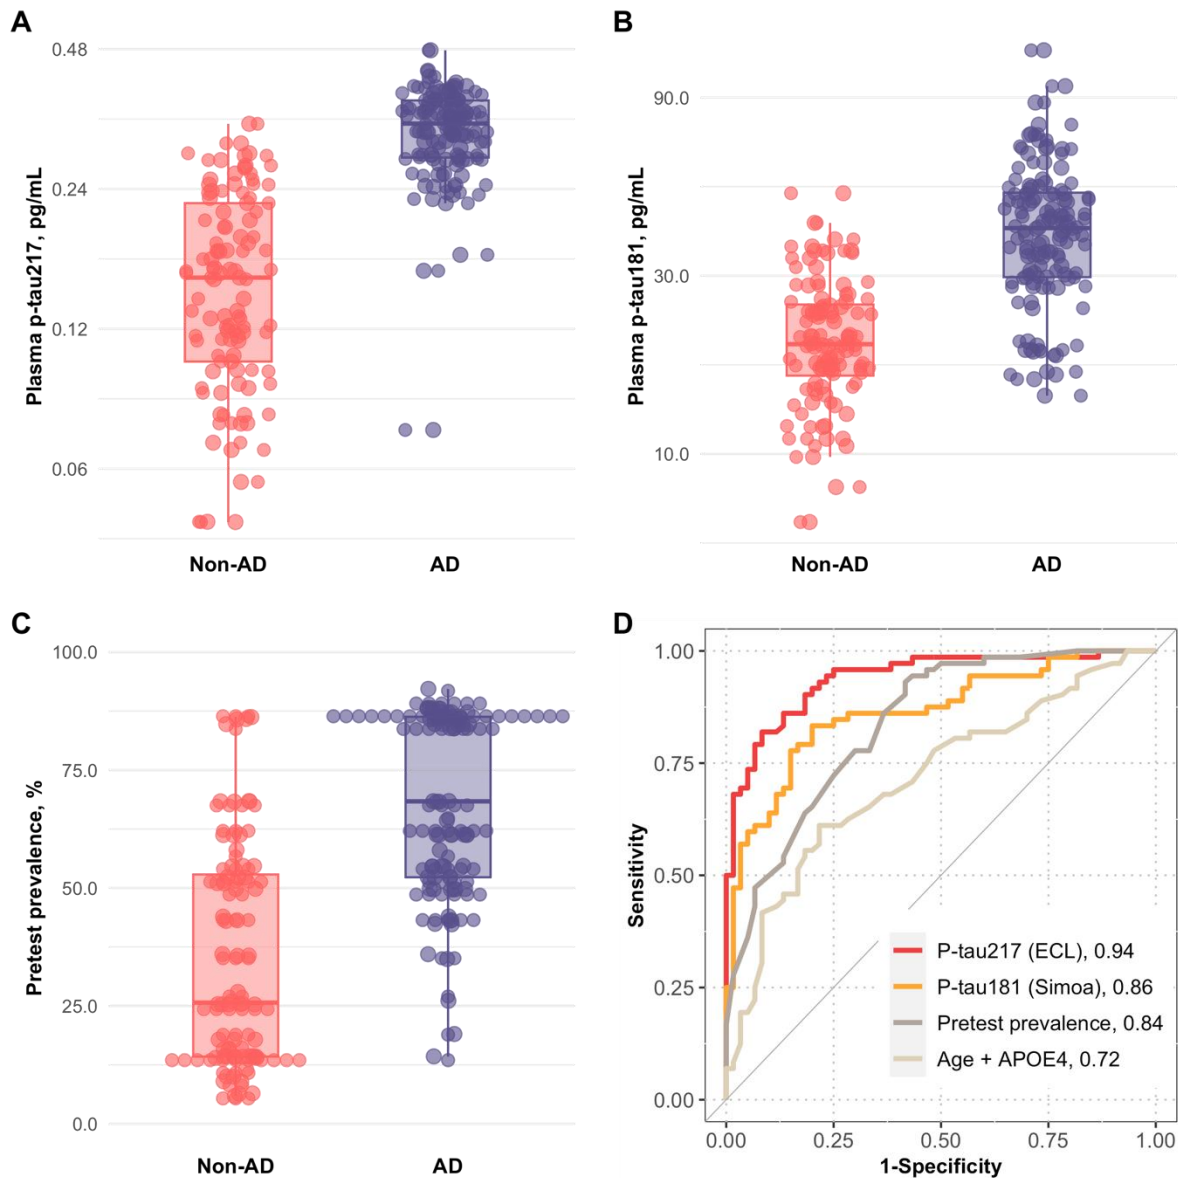 A
Plasma p-tau217, pg/mL
0.48
0.24
0.12
0.06
Non-AD
AD
B
Plasma p-tau181, pg/mL
90.0
30.0
10.0
Non-AD
AD
C
Pretest prevalence, %
100.0
75.0
50.0
25.0
0.0
Non-AD
AD
D
Sensitivity
1.00
0.75
0.50
0.25
0.00
P-tau217 (ECL), 0.94
P-tau181 (Simoa), 0.86
Pretest prevalence, 0.84
Age + APOE4, 0.72
0.00 0.25 0.50 0.75 1.00
1-Specificity